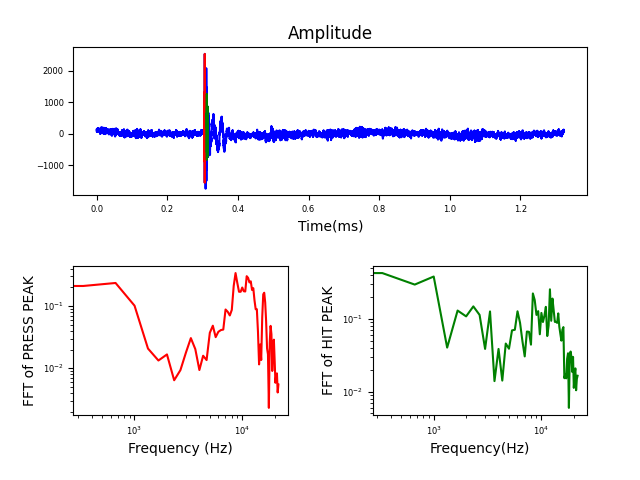 Amplitude
2000
1000
0
−1000
0.0 0.2 0.4 0.6 0.8 1.0 1.2
Time(ms)
FFT of PRESS PEAK
10⁻¹
10⁻²
10³ 10⁴
Frequency (Hz)
FFT of HIT PEAK
10⁻¹
10⁻²
10³ 10⁴
Frequency(Hz)